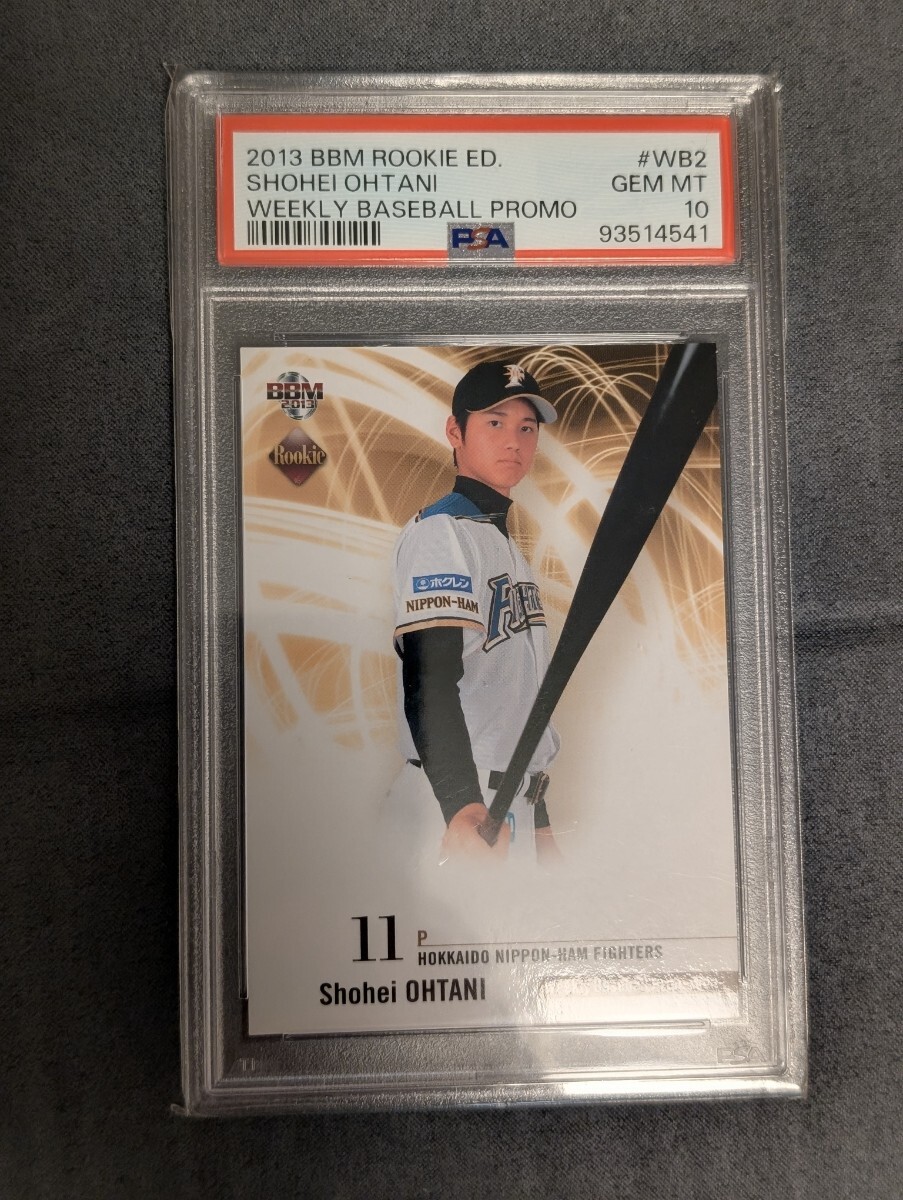 2013 BBM ROOKIE ED. #WB2
SHOHEI OHTANI GEM MT
WEEKLY BASEBALL PROMO 10
PSA 93514541
BBM
2013
Rookie
F
ホクレン
NIPPON-HAM
11 P
HOKKAIDO NIPPON-HAM FIGHTERS
Shohei OHTANI
PSA